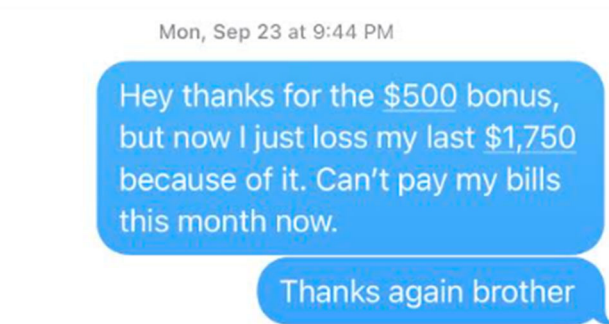 Mon, Sep 23 at 9:44 PM
Hey thanks for the $500 bonus,
but now I just loss my last $1,750
because of it. Can’t pay my bills
this month now.
Thanks again brother